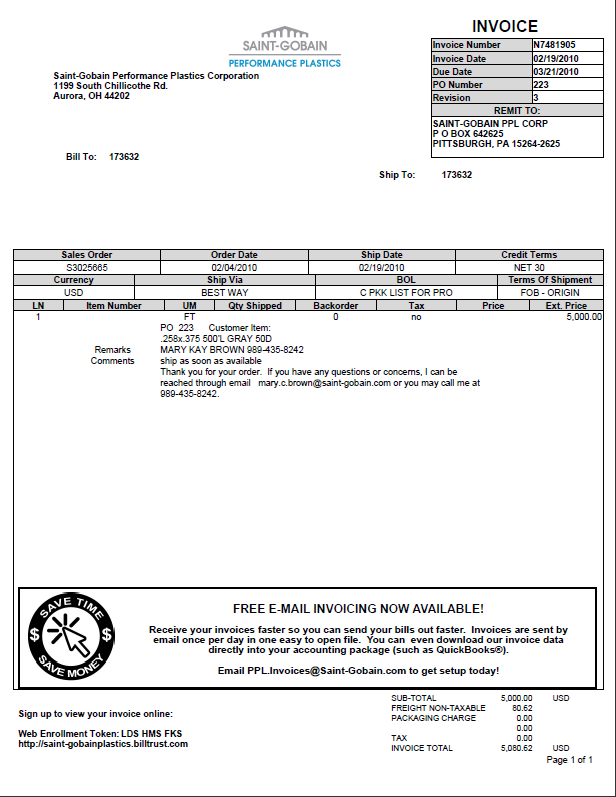 SAINT-GOBAIN
PERFORMANCE PLASTICS
INVOICE
Invoice Number N7481905
Invoice Date 02/19/2010
Due Date 03/21/2010
PO Number 223
Revision 3
REMIT TO:
SAINT-GOBAIN PPL CORP
P O BOX 642625
PITTSBURGH, PA 15264-2625
Saint-Gobain Performance Plastics Corporation
1199 South Chillicothe Rd.
Aurora, OH 44202
Bill To: 173632
Ship To: 173632
Sales Order Order Date Ship Date Credit Terms
S3025665 02/04/2010 02/19/2010 NET 30
Currency Ship Via BOL Terms Of Shipment
USD BEST WAY C PKK LIST FOR PRO FOB - ORIGIN
LN Item Number UM Qty Shipped Backorder Tax Price Ext. Price
1 FT 0 no 5,000.00
PO 223 Customer Item:
.258x.375 500'L GRAY 50D
Remarks MARY KAY BROWN 989-435-8242
Comments ship as soon as available
Thank you for your order. If you have any questions or concerns, I can be
reached through email mary.c.brown@saint-gobain.com or you may call me at
989-435-8242.
SAVE TIME
$ $
SAVE MONEY
FREE E-MAIL INVOICING NOW AVAILABLE!
Receive your invoices faster so you can send your bills out faster. Invoices are sent by
email once per day in one easy to open file. You can even download our invoice data
directly into your accounting package (such as QuickBooks®).
Email PPL.Invoices@Saint-Gobain.com to get setup today!
SUB-TOTAL 5,000.00 USD
FREIGHT NON-TAXABLE 80.62
PACKAGING CHARGE 0.00
0.00
TAX 0.00
INVOICE TOTAL 5,080.62 USD
Sign up to view your invoice online:
Web Enrollment Token: LDS HMS FKS
http://saint-gobainplastics.billtrust.com
Page 1 of 1